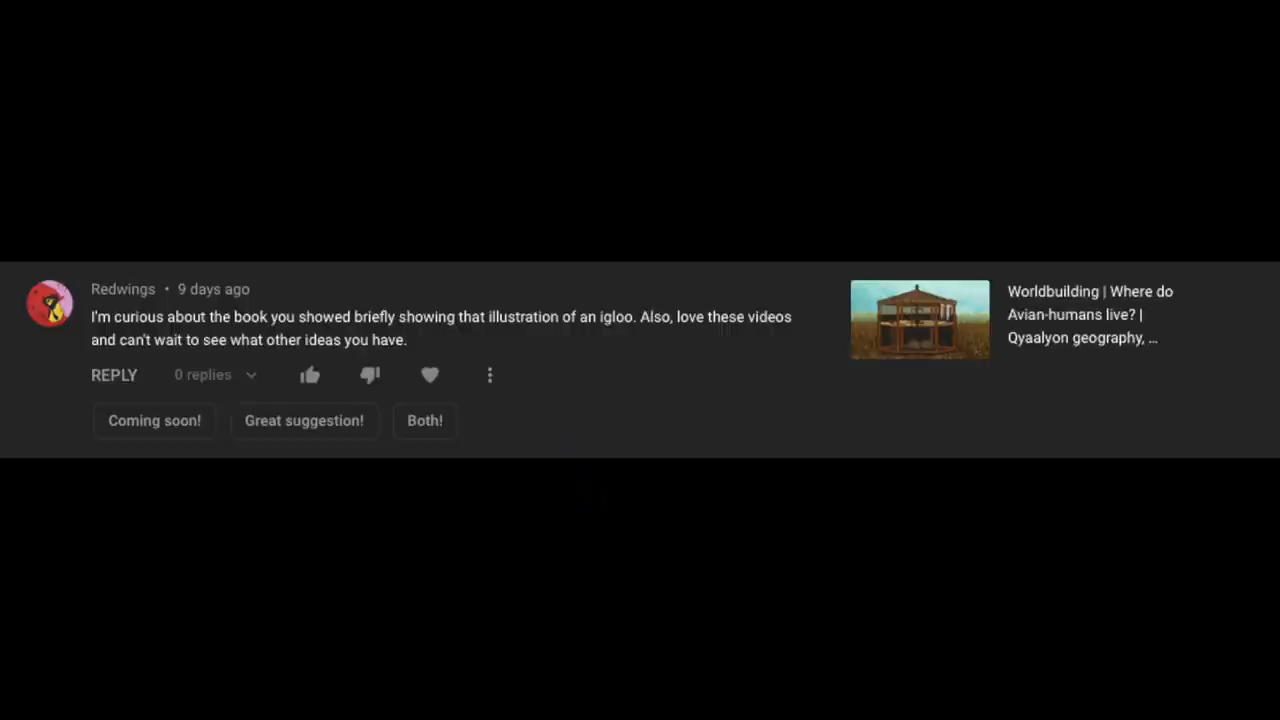 Redwings • 9 days ago
I'm curious about the book you showed briefly showing that illustration of an igloo. Also, love these videos
and can't wait to see what other ideas you have.
REPLY 0 replies
Coming soon! Great suggestion! Both!
Worldbuilding | Where do
Avian-humans live? |
Qyaalyon geography, ...